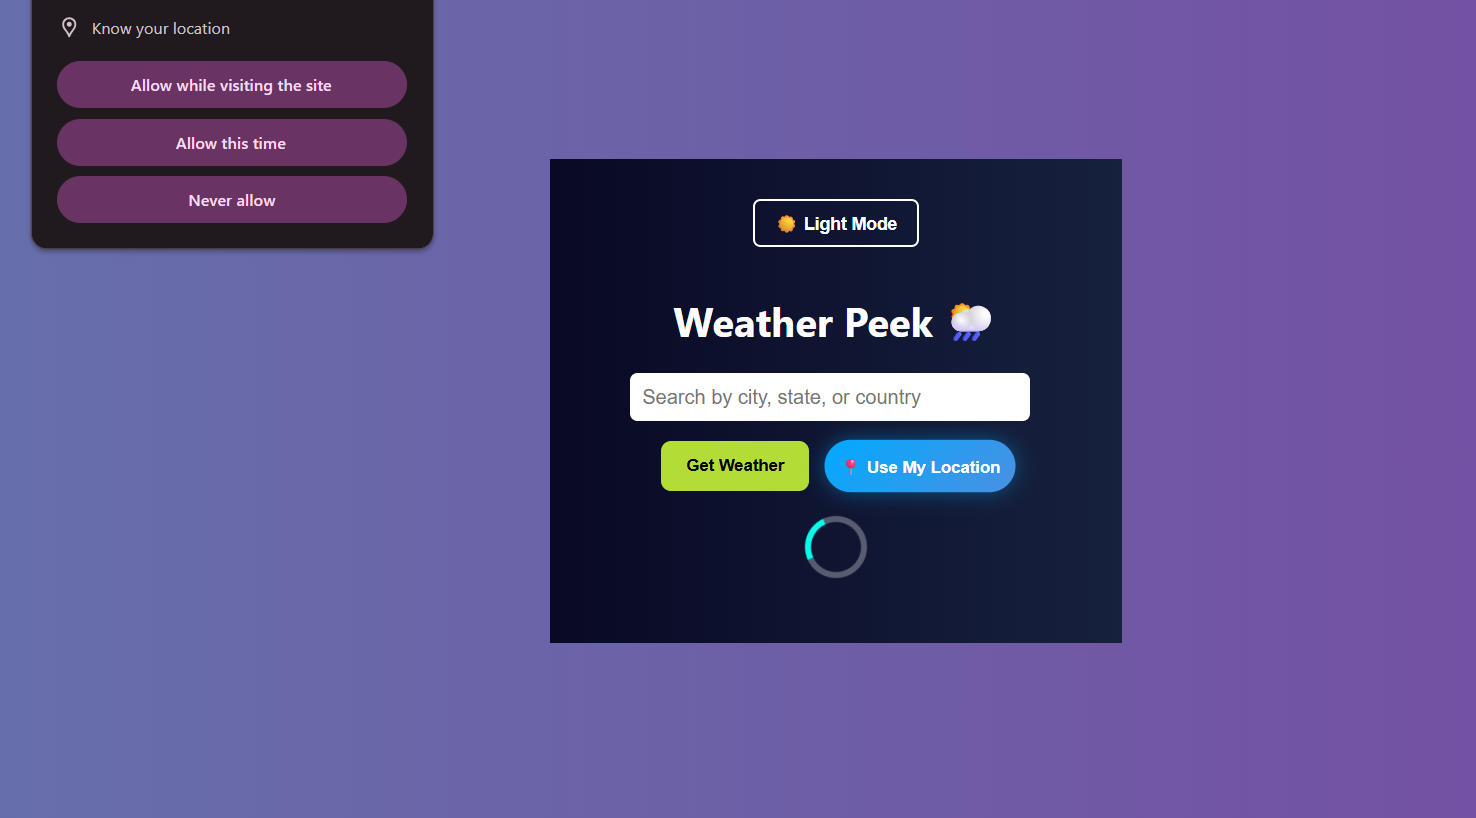 Know your location
Allow while visiting the site
Allow this time
Never allow
Light Mode
Weather Peek
Search by city, state, or country
Get Weather
Use My Location